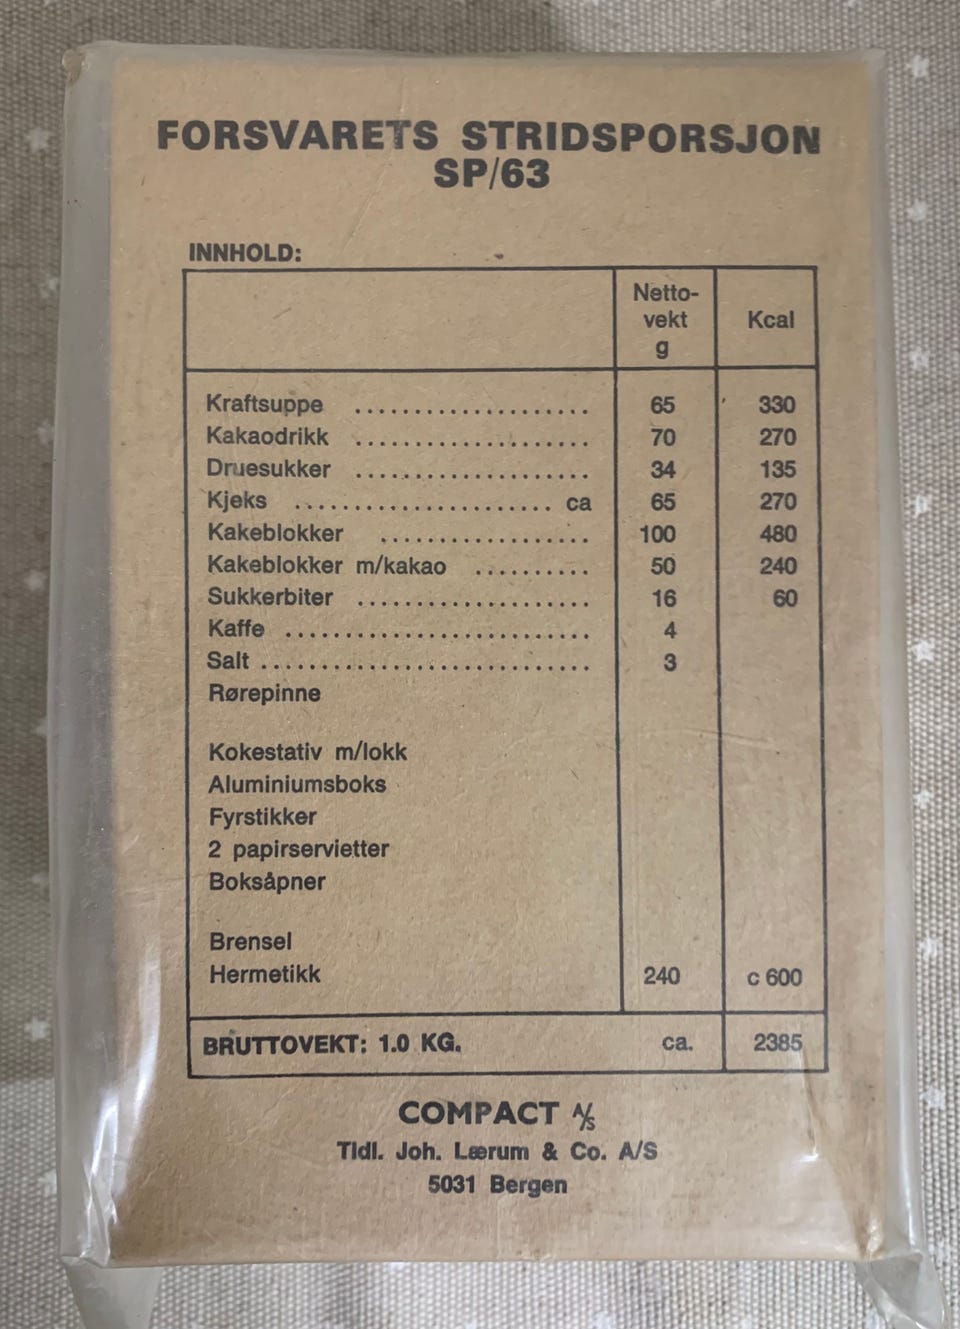 FORSVARETS STRIDSPORSJON
SP/63
INNHOLD:
Netto-
vekt
g
Kcal
Kraftsuppe .................... 65 330
Kakaodrikk .................... 70 270
Druesukker .................... 34 135
Kjeks ...................... ca 65 270
Kakeblokker .................. 100 480
Kakeblokker m/kakao .......... 50 240
Sukkerbiter .................... 16 60
Kaffe .......................... 4
Salt ............................ 3
Rørepinne
Kokestativ m/lokk
Aluminiumsboks
Fyrstikker
2 papirservietter
Boksåpner
Brensel
Hermetikk 240 c 600
BRUTTOVEKT: 1.0 KG. ca. 2385
COMPACT A/S
Tidl. Joh. Lærum & Co. A/S
5031 Bergen